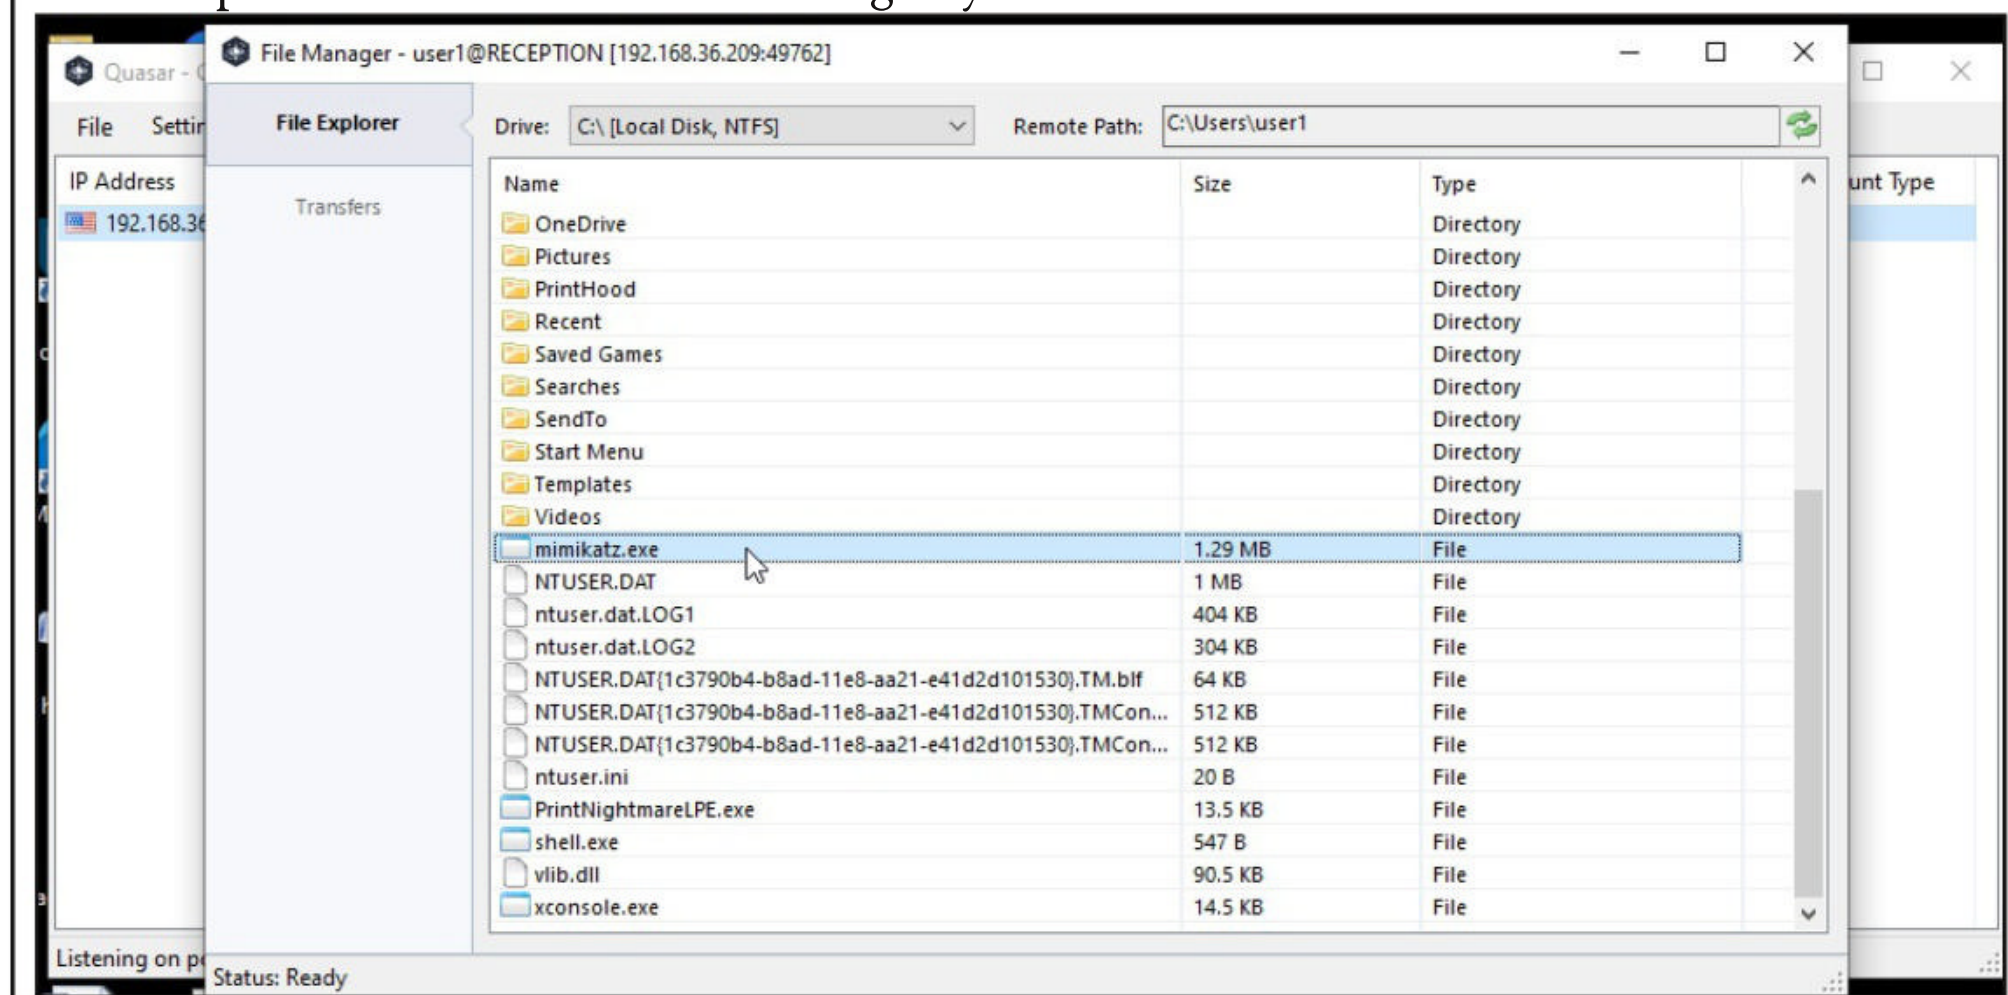 File Manager - user1@RECEPTION [192.168.36.209:49762]
Quasar -
File Settin
File Explorer
Drive: C:\ [Local Disk, NTFS] Remote Path: C:\Users\user1
IP Address
Transfers
unt Type
192.168.36
Name Size Type
OneDrive Directory
Pictures Directory
PrintHood Directory
Recent Directory
Saved Games Directory
Searches Directory
SendTo Directory
Start Menu Directory
Templates Directory
Videos Directory
mimikatz.exe 1.29 MB File
NTUSER.DAT 1 MB File
ntuser.dat.LOG1 404 KB File
ntuser.dat.LOG2 304 KB File
NTUSER.DAT{1c3790b4-b8ad-11e8-aa21-e41d2d101530}.TM.blf 64 KB File
NTUSER.DAT{1c3790b4-b8ad-11e8-aa21-e41d2d101530}.TMCon... 512 KB File
NTUSER.DAT{1c3790b4-b8ad-11e8-aa21-e41d2d101530}.TMCon... 512 KB File
ntuser.ini 20 B File
PrintNightmareLPE.exe 13.5 KB File
shell.exe 547 B File
vlib.dll 90.5 KB File
xconsole.exe 14.5 KB File
Listening on po
Status: Ready